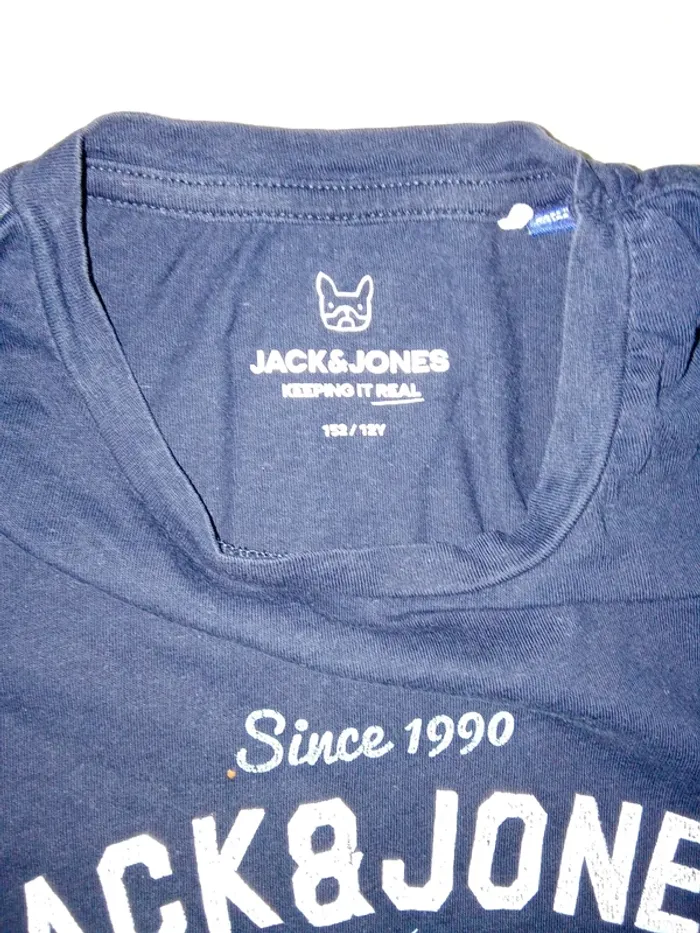 JACK&JONES
KEEPING IT REAL
152 / 12Y
Since 1990
ACK&JONE